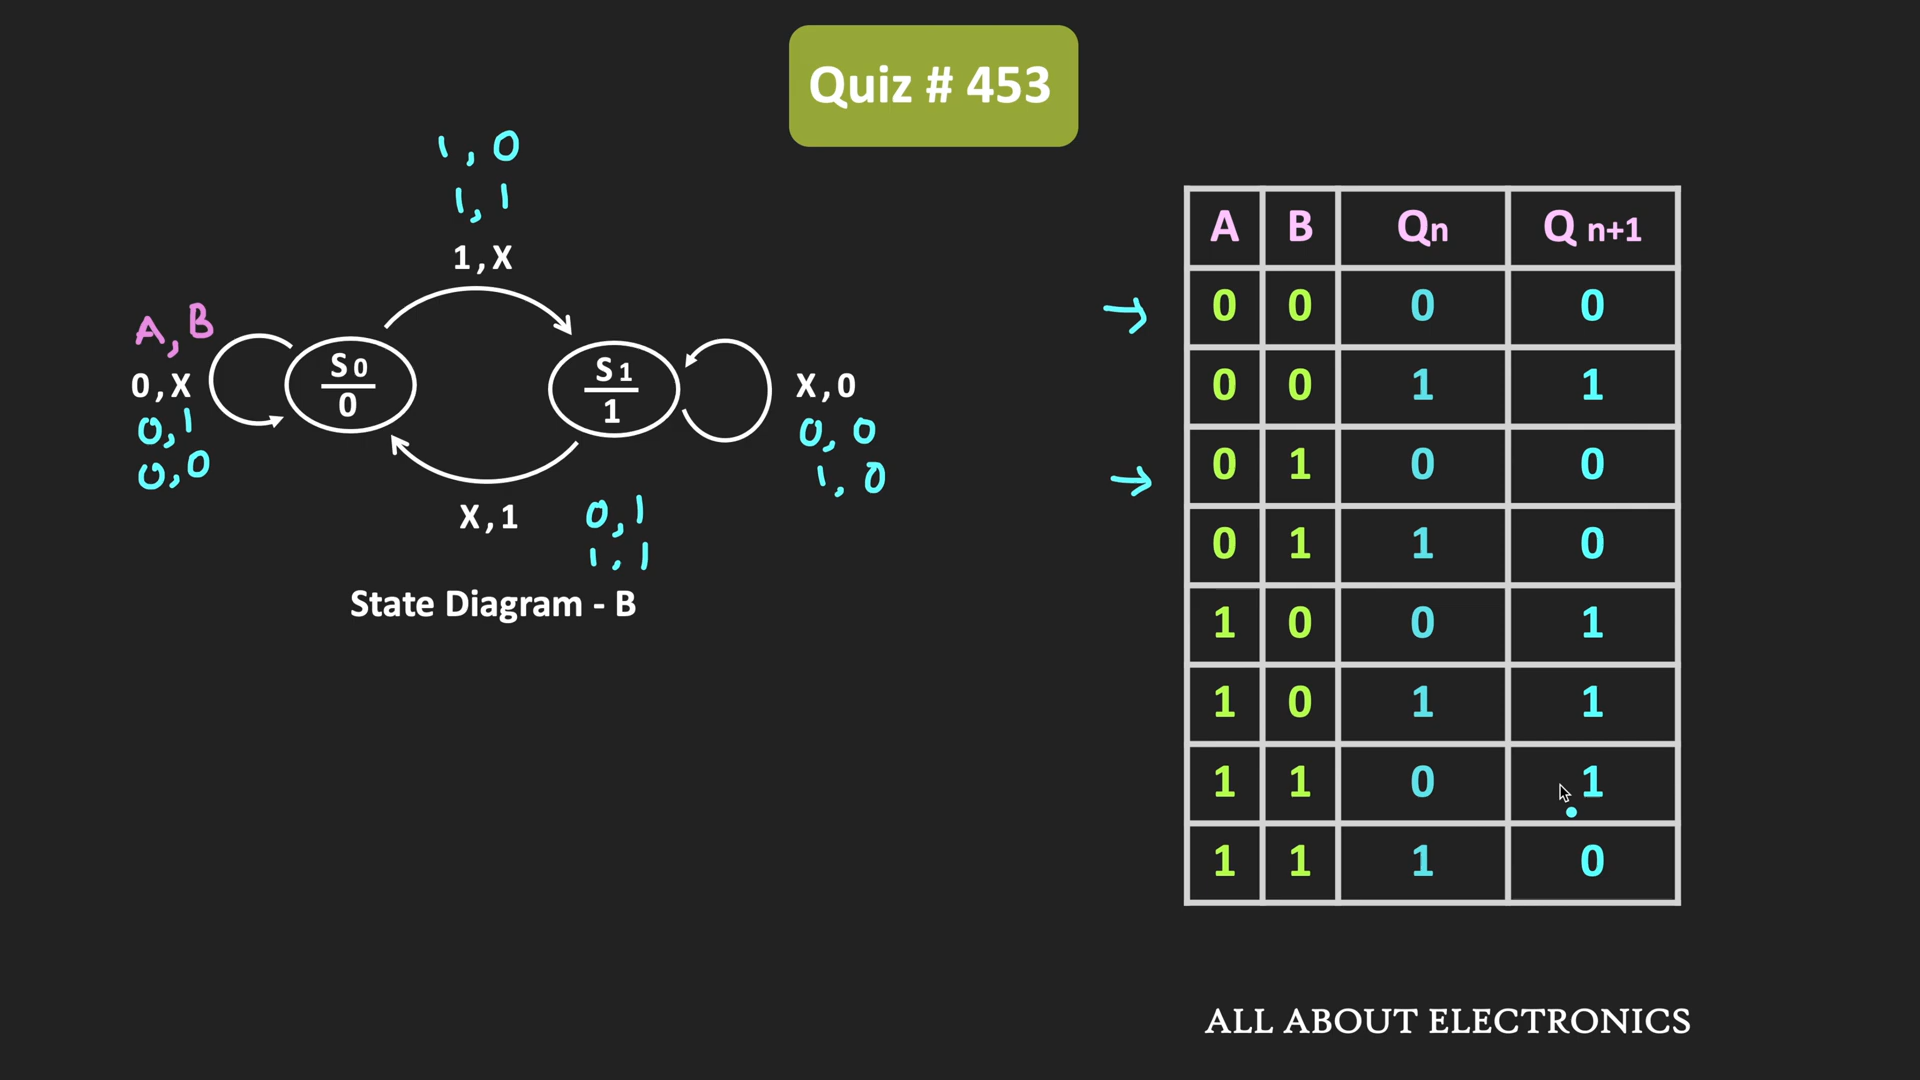 Quiz # 453
1 , 0
1 , 1
1 , X
A , B
0 , X
0 , 1
0 , 0
S 0
0
S 1
1
X , 0
0 , 0
1 , 0
X , 1
0 , 1
1 , 1
State Diagram - B
A B Qn Q n+1
0 0 0 0
0 0 1 1
0 1 0 0
0 1 1 0
1 0 0 1
1 0 1 1
1 1 0 1
1 1 1 0
ALL ABOUT ELECTRONICS